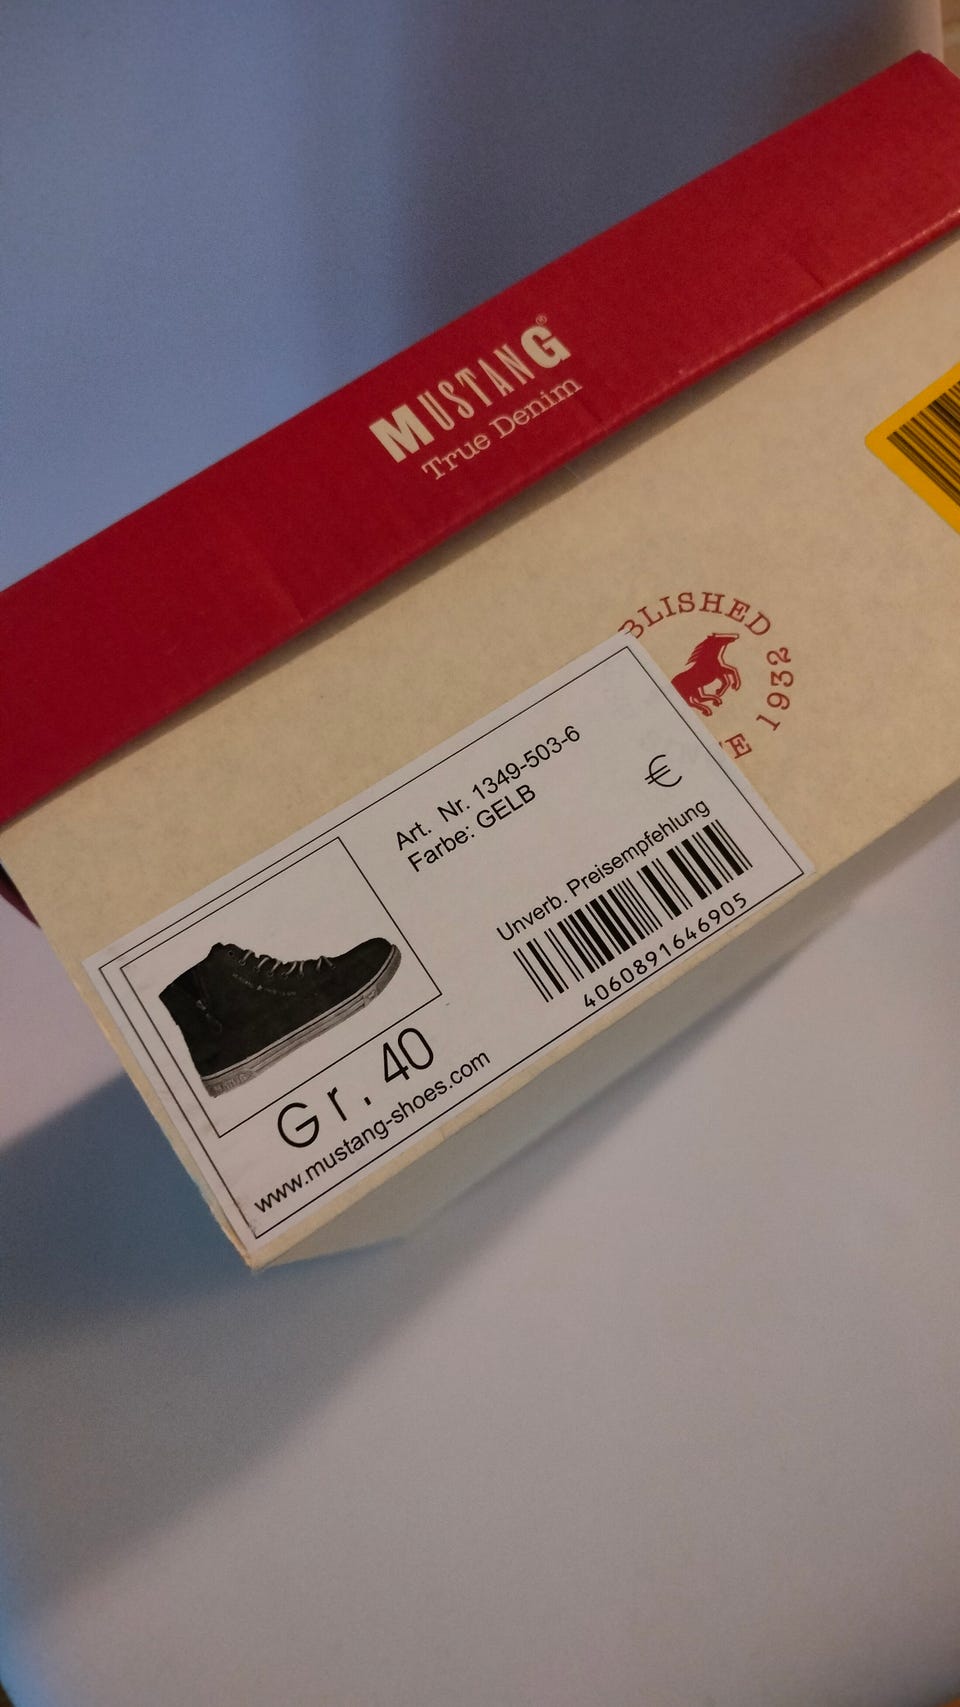 MUSTANG®
True Denim
BLISHED
1932
Art. Nr. 1349-503-6
Farbe: GELB
€
Unverb. Preisempfehlung
4060891646905
Gr. 40
www.mustang-shoes.com